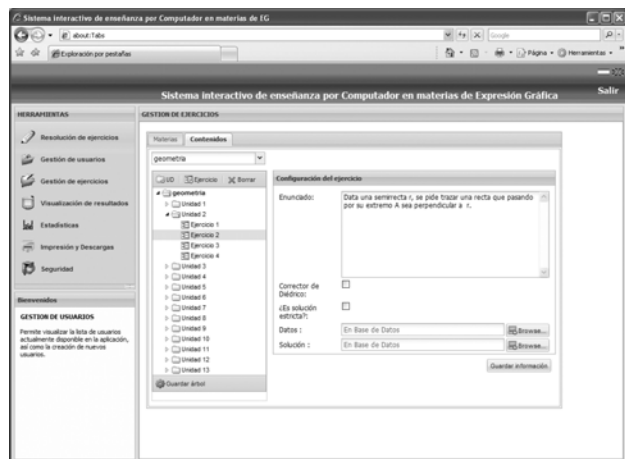 Sistema interactivo de enseñanza por Computador en materias de EG
about:Tabs
Google
Exploración por pestañas
Página
Herramientas
Sistema interactivo de enseñanza por Computador en materias de Expresión Gráfica
Salir
HERRAMIENTAS
Resolución de ejercicios
Gestión de usuarios
Gestión de ejercicios
Visualización de resultados
Estadísticas
Impresión y Descargas
Seguridad
Bienvenidos
GESTION DE USUARIOS
Permite visualizar la lista de usuarios
actualmente disponible en la aplicación,
así como la creación de nuevos
usuarios.
GESTION DE EJERCICIOS
Materias
Contenidos
geometria
UD
Ejercicio
Borrar
geometria
Unidad 1
Unidad 2
Ejercicio 1
Ejercicio 2
Ejercicio 3
Ejercicio 4
Unidad 3
Unidad 4
Unidad 5
Unidad 6
Unidad 7
Unidad 8
Unidad 9
Unidad 10
Unidad 11
Unidad 12
Unidad 13
Guardar árbol
Configuración del ejercicio
Enunciado:
Data una semirrecta r, se pide trazar una recta que pasando
por su extremo A sea perpendicular a r.
Corrector de
Diédrico:
¿Es solución
estricta?:
Datos :
En Base de Datos
Browse...
Solución :
En Base de Datos
Browse...
Guardar información